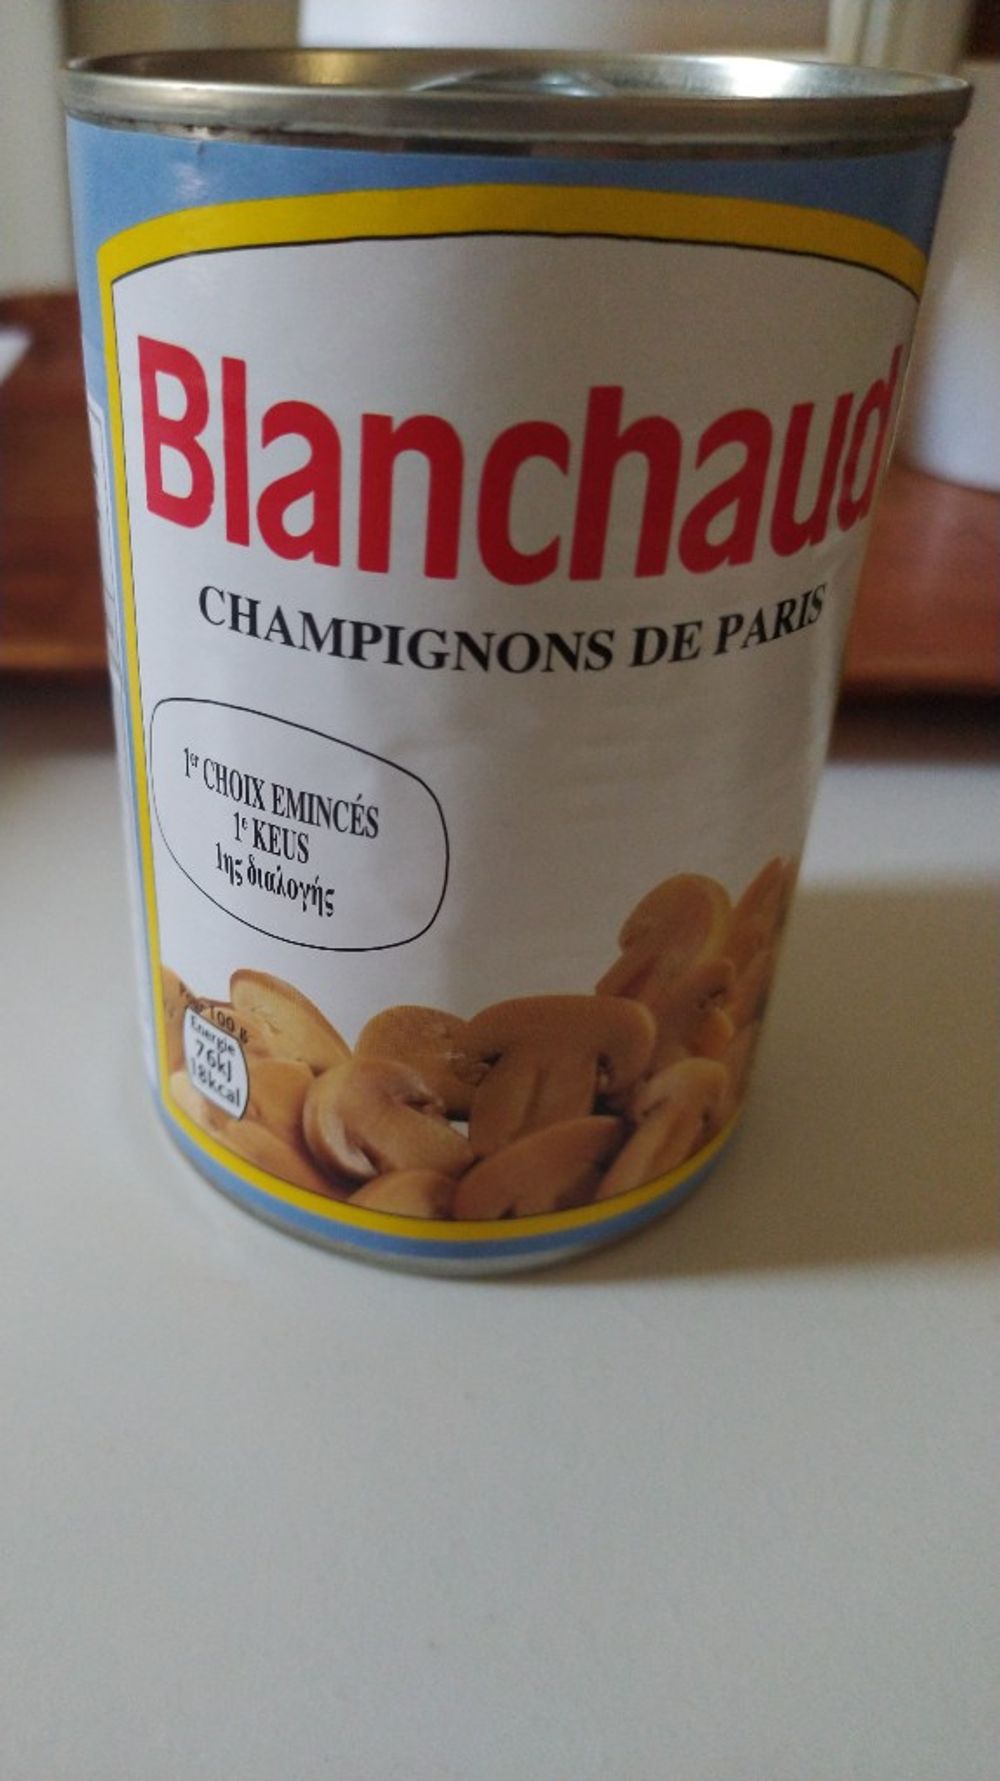 Blanchaud
CHAMPIGNONS DE PARIS
1er CHOIX EMINCÉS
1e KEUS
1ης διαλογής
Pour 100 g
Energie
76kJ
18kcal